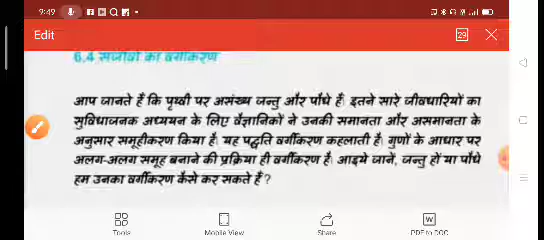 9:49
Edit
29
6.4 सजीवों का वर्गीकरण
आप जानते हैं कि पृथ्वी पर असंख्य जन्तु और पौधे हैं। इतने सारे जीवधारियों का
सुविधाजनक अध्ययन के लिए वैज्ञानिकों ने उनकी समानता और असमानता के
अनुसार समूहीकरण किया है। यह पद्धति वर्गीकरण कहलाती है। गुणों के आधार पर
अलग-अलग समूह बनाने की प्रक्रिया ही वर्गीकरण है। आइये जाने, जन्तु हों या पौधे
हम उनका वर्गीकरण कैसे कर सकते हैं?
Tools
Mobile View
Share
W
PDF to DOC